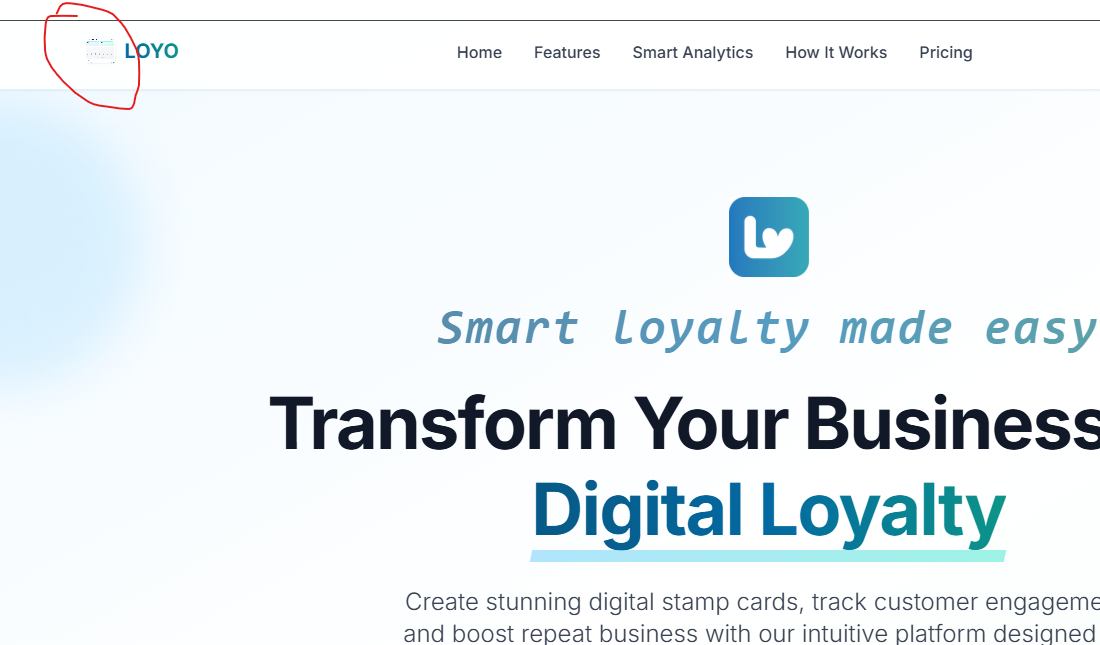 LOYO
Home Features Smart Analytics How It Works Pricing
Lo
Smart loyalty made easy
Transform Your Business
Digital Loyalty
Create stunning digital stamp cards, track customer engageme
and boost repeat business with our intuitive platform designed